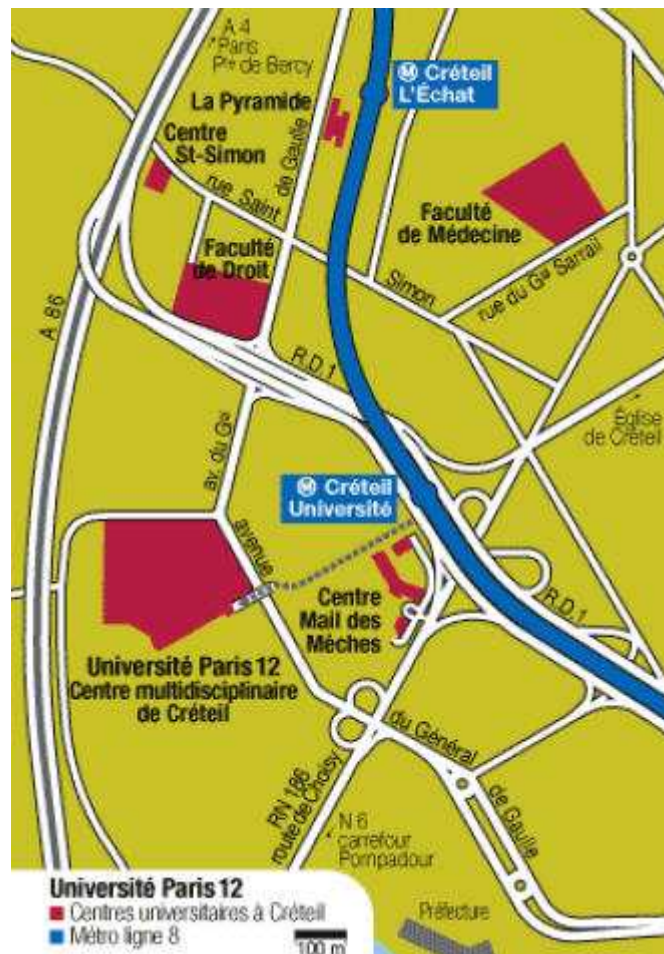 A 4
Paris
Pte de Bercy
Ⓜ Créteil
L'Échat
La Pyramide
Centre
St-Simon
de Gaulle
rue Saint
Simon
Faculté
de Médecine
Faculté
de Droit
rue du Gal Sarrail
A 86
R.D.1
Église
de Créteil
av. du Gal
Ⓜ Créteil
Université
avenue
Centre
Mail des
Mèches
R.D.1
Université Paris 12
Centre multidisciplinaire
de Créteil
du Général
de Gaulle
RN 186
route de Choisy
N 6
carrefour
Pompadour
Université Paris 12
Centres universitaires à Créteil
Métro ligne 8
100 m
Préfecture